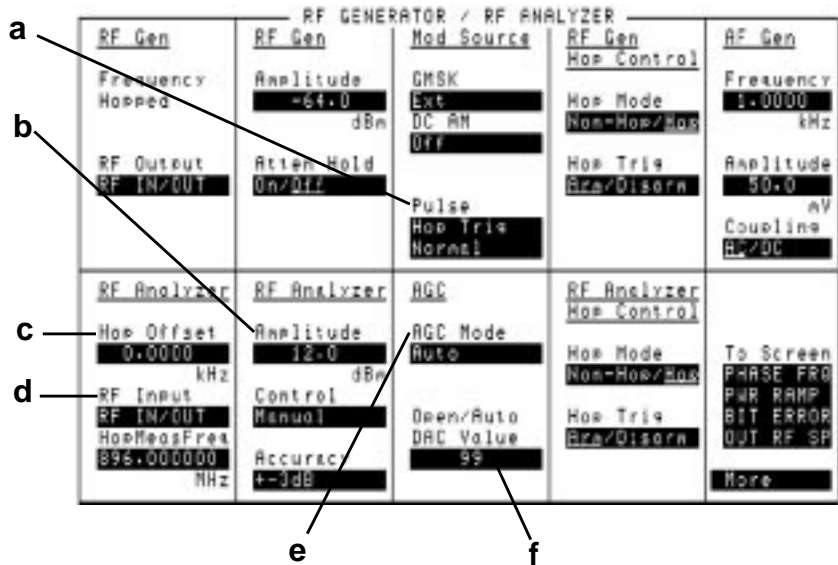 RF GENERATOR / RF ANALYZER
a
b
c
d
e
f
RF Gen
Frequency
Hopped
RF Output
RF IN/OUT
RF Gen
Amplitude
-64.0
dBm
Atten Hold
On/Off
Mod Source
GMSK
Ext
DC AM
Off
Pulse
Hop Trig
Normal
RF Gen
Hop Control
Hop Mode
Non-Hop/Hop
Hop Trig
Arm/Disarm
AF Gen
Frequency
1.0000
kHz
Amplitude
50.0
mV
Coupling
AC/DC
RF Analyzer
Hop Offset
0.0000
kHz
RF Input
RF IN/OUT
HopMeasFreq
896.000000
MHz
RF Analyzer
Amplitude
12.0
dBm
Control
Manual
Accuracy
+-3dB
AGC
AGC Mode
Auto
Open/Auto
DAC Value
99
RF Analyzer
Hop Control
Hop Mode
Non-Hop/Hop
Hop Trig
Arm/Disarm
To Screen
PHASE FRQ
PWR RAMP
BIT ERROR
OUT RF SP
More